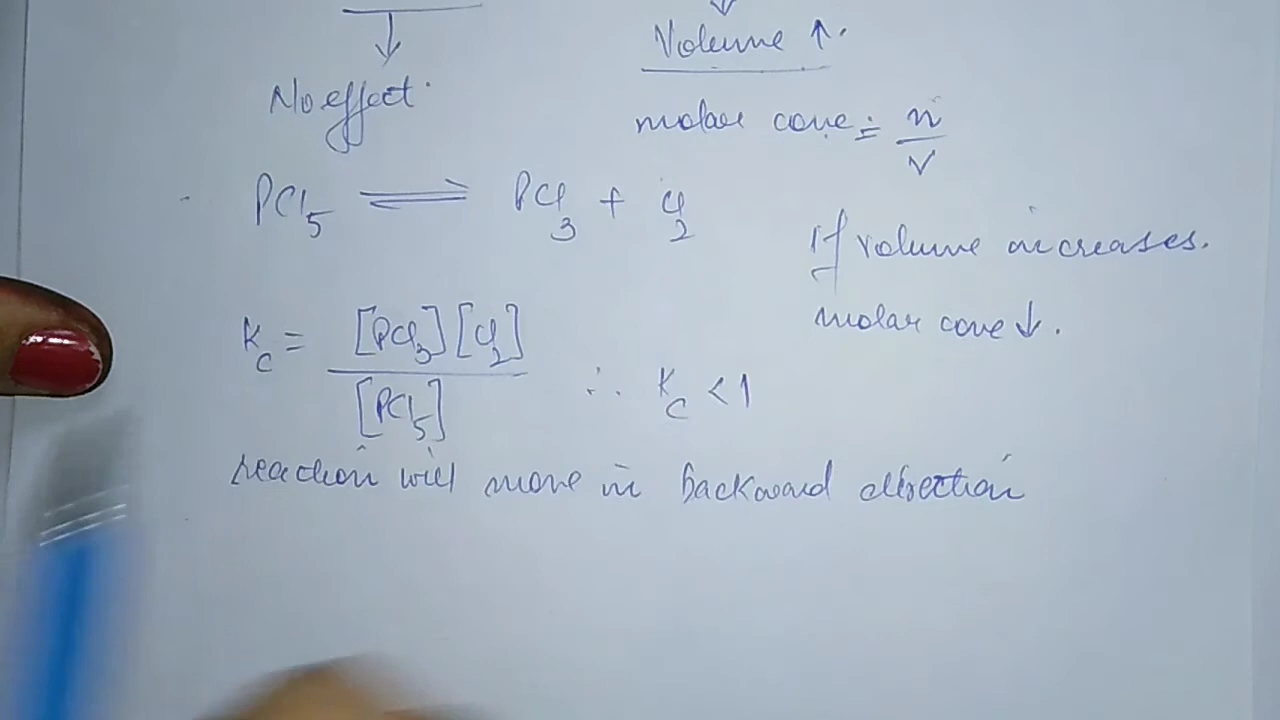 Volume ↑.
No effect.
molar conc = n/V
PCl5 ⇌ PCl3 + Cl2
If volume increases.
molar conc ↓.
Kc = [PCl3][Cl2]/[PCl5] ∴ Kc < 1
reaction will move in backward direction